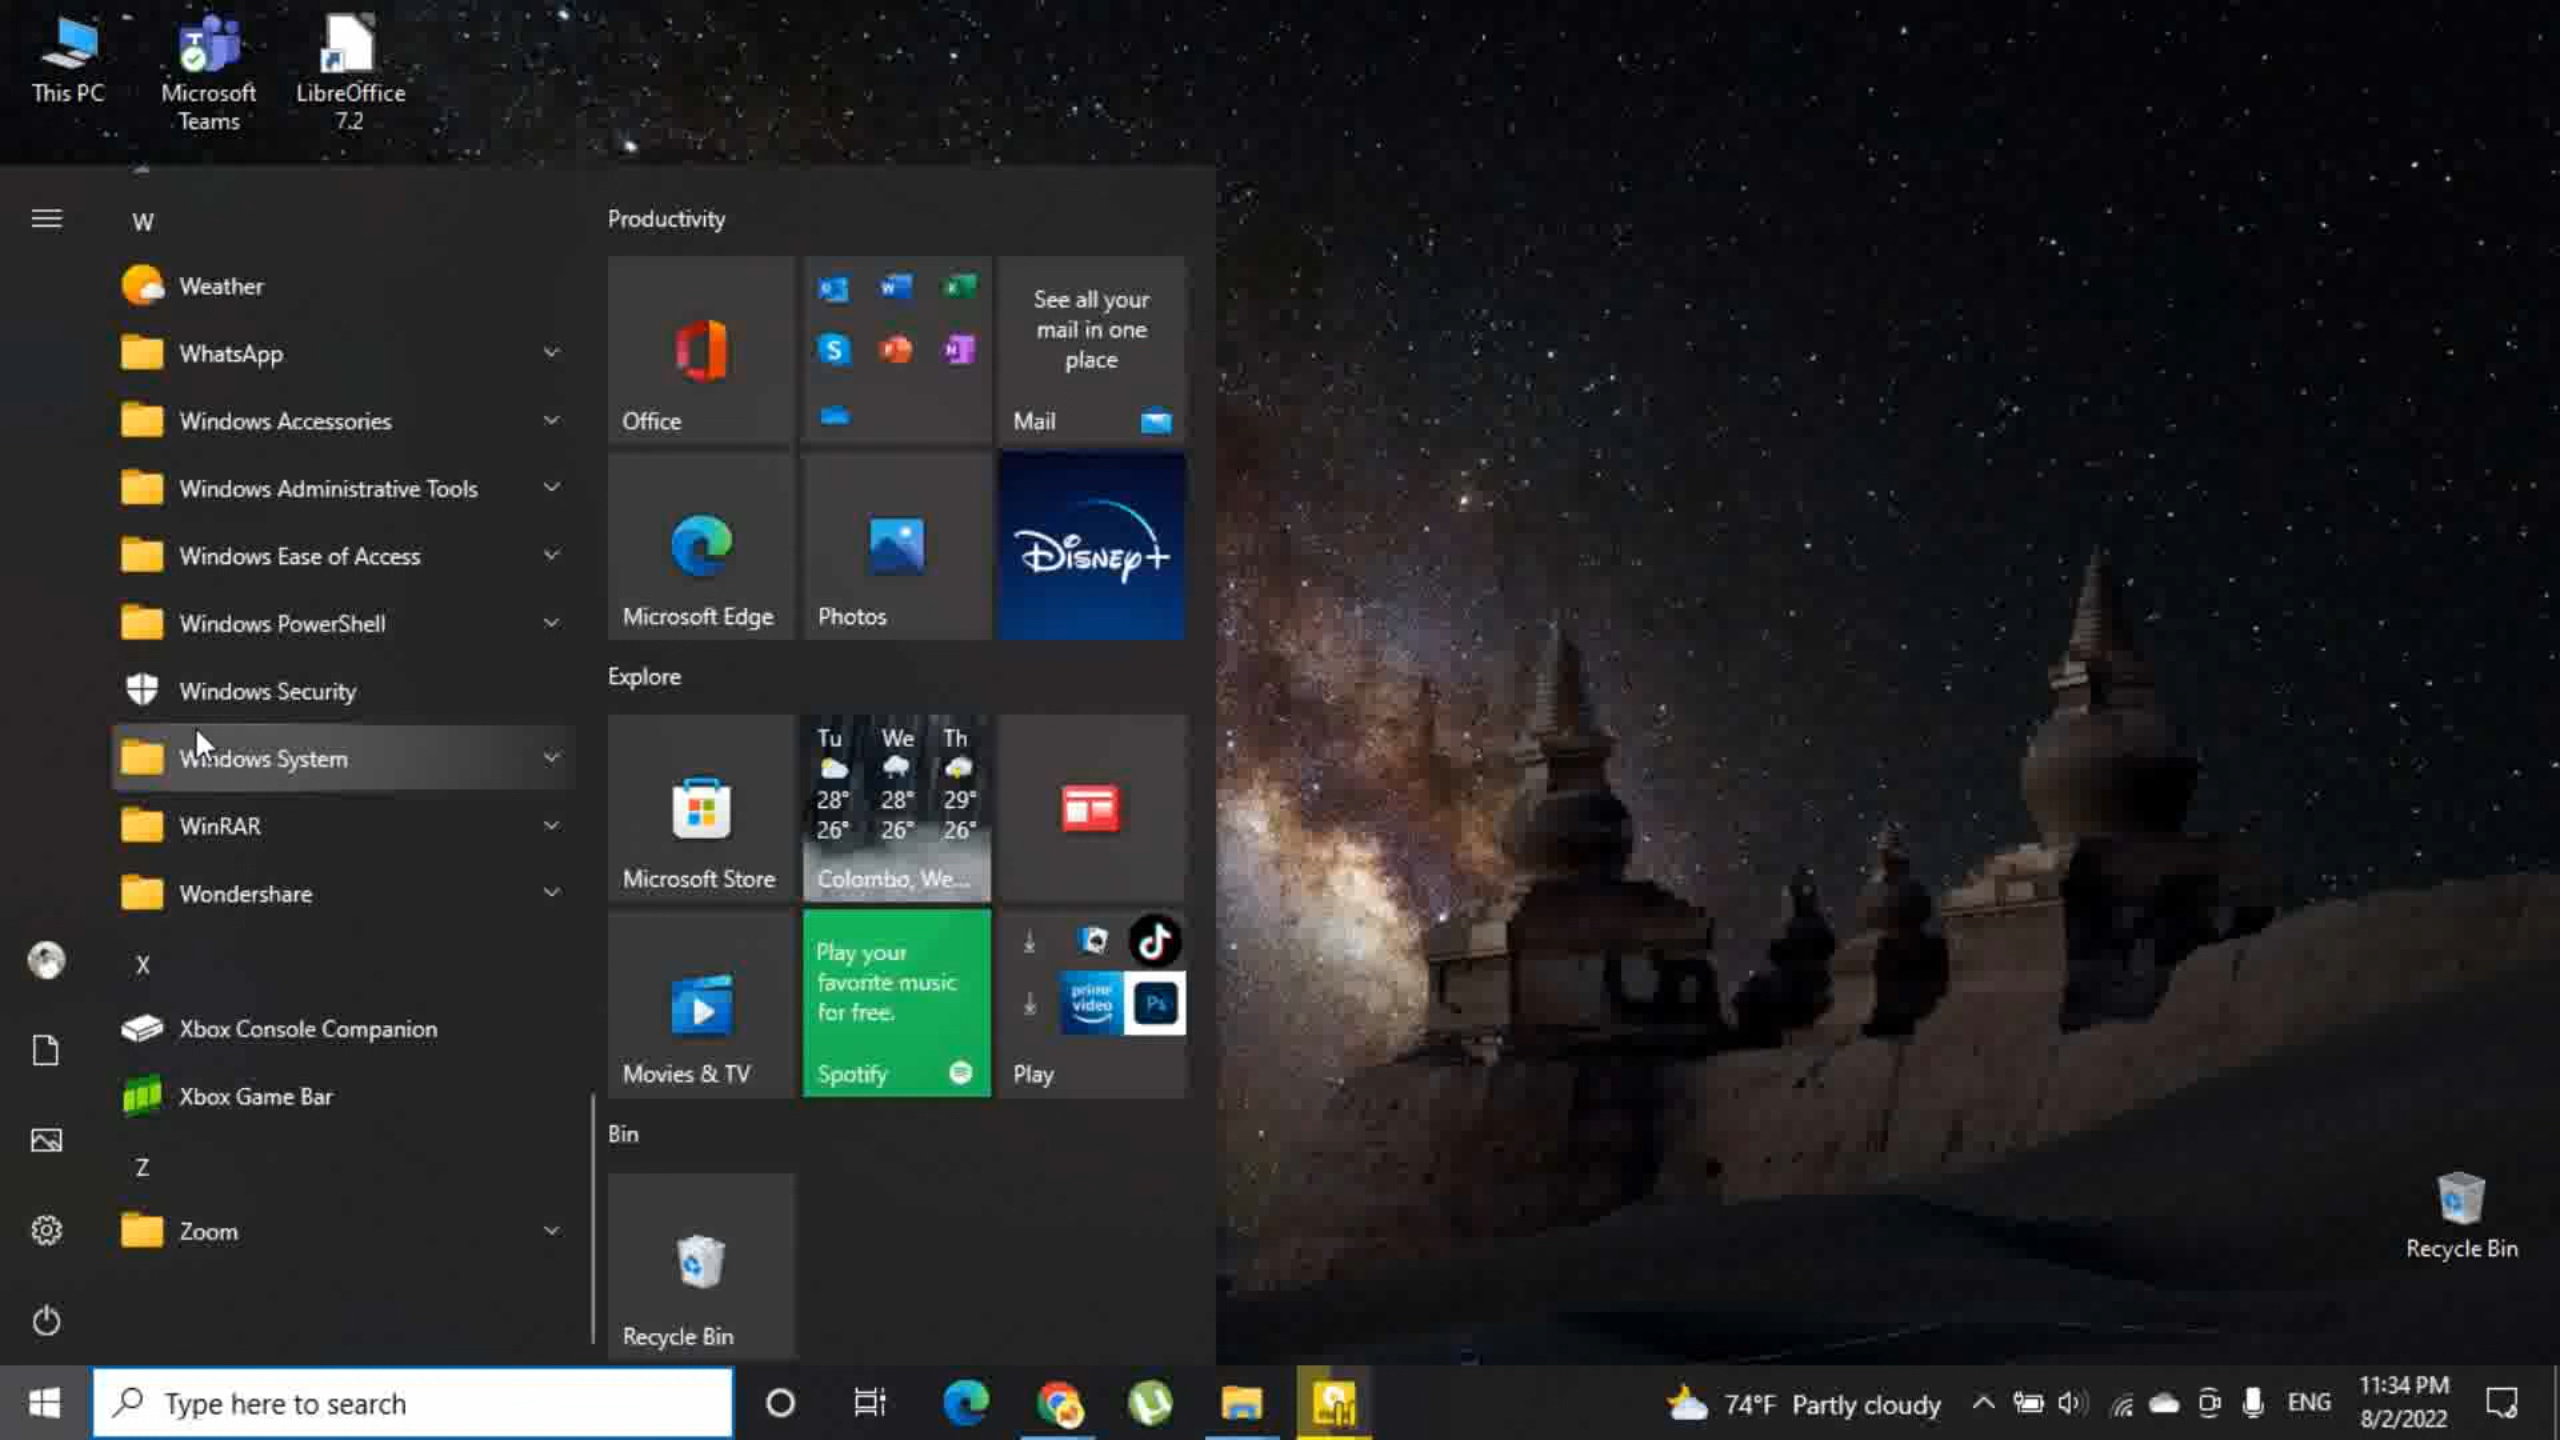 This PC
Microsoft
Teams
LibreOffice
7.2
W
Weather
WhatsApp
Windows Accessories
Windows Administrative Tools
Windows Ease of Access
Windows PowerShell
Windows Security
Windows System
WinRAR
Wondershare
X
Xbox Console Companion
Xbox Game Bar
Z
Zoom
Productivity
Office
See all your
mail in one
place
Mail
Microsoft Edge
Photos
Disney+
Explore
Microsoft Store
Tu We Th
28° 28° 29°
26° 26° 26°
Colombo, We...
Movies & TV
Play your
favorite music
for free.
Spotify
prime
video
Ps
Play
Bin
Recycle Bin
Recycle Bin
Type here to search
74°F Partly cloudy
ENG
11:34 PM
8/2/2022